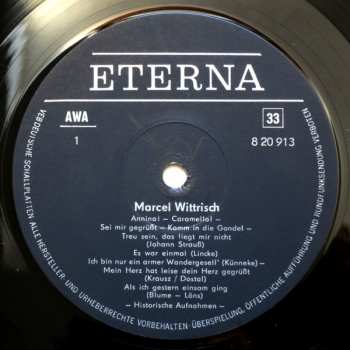 ETERNA
AWA
33
1
8 20 913
Marcel Wittrisch
Annina! – Caramello! –
Sei mir gegrüßt – Komm in die Gondel –
Treu sein, das liegt mir nicht
(Johann Strauß)
Es war einmal (Lincke)
Ich bin nur ein armer Wandergesell' (Künneke) –
Mein Herz hat leise dein Herz gegrüßt
(Krausz / Dostal)
Als ich gestern einsam ging
(Blume – Löns)
– Historische Aufnahmen –
VEB DEUTSCHE SCHALLPLATTEN ALLE HERSTELLER- UND URHEBERRECHTE VORBEHALTEN · ÜBERSPIELUNG, ÖFFENTLICHE AUFFÜHRUNG UND RUNDFUNKSENDUNG VERBOTEN